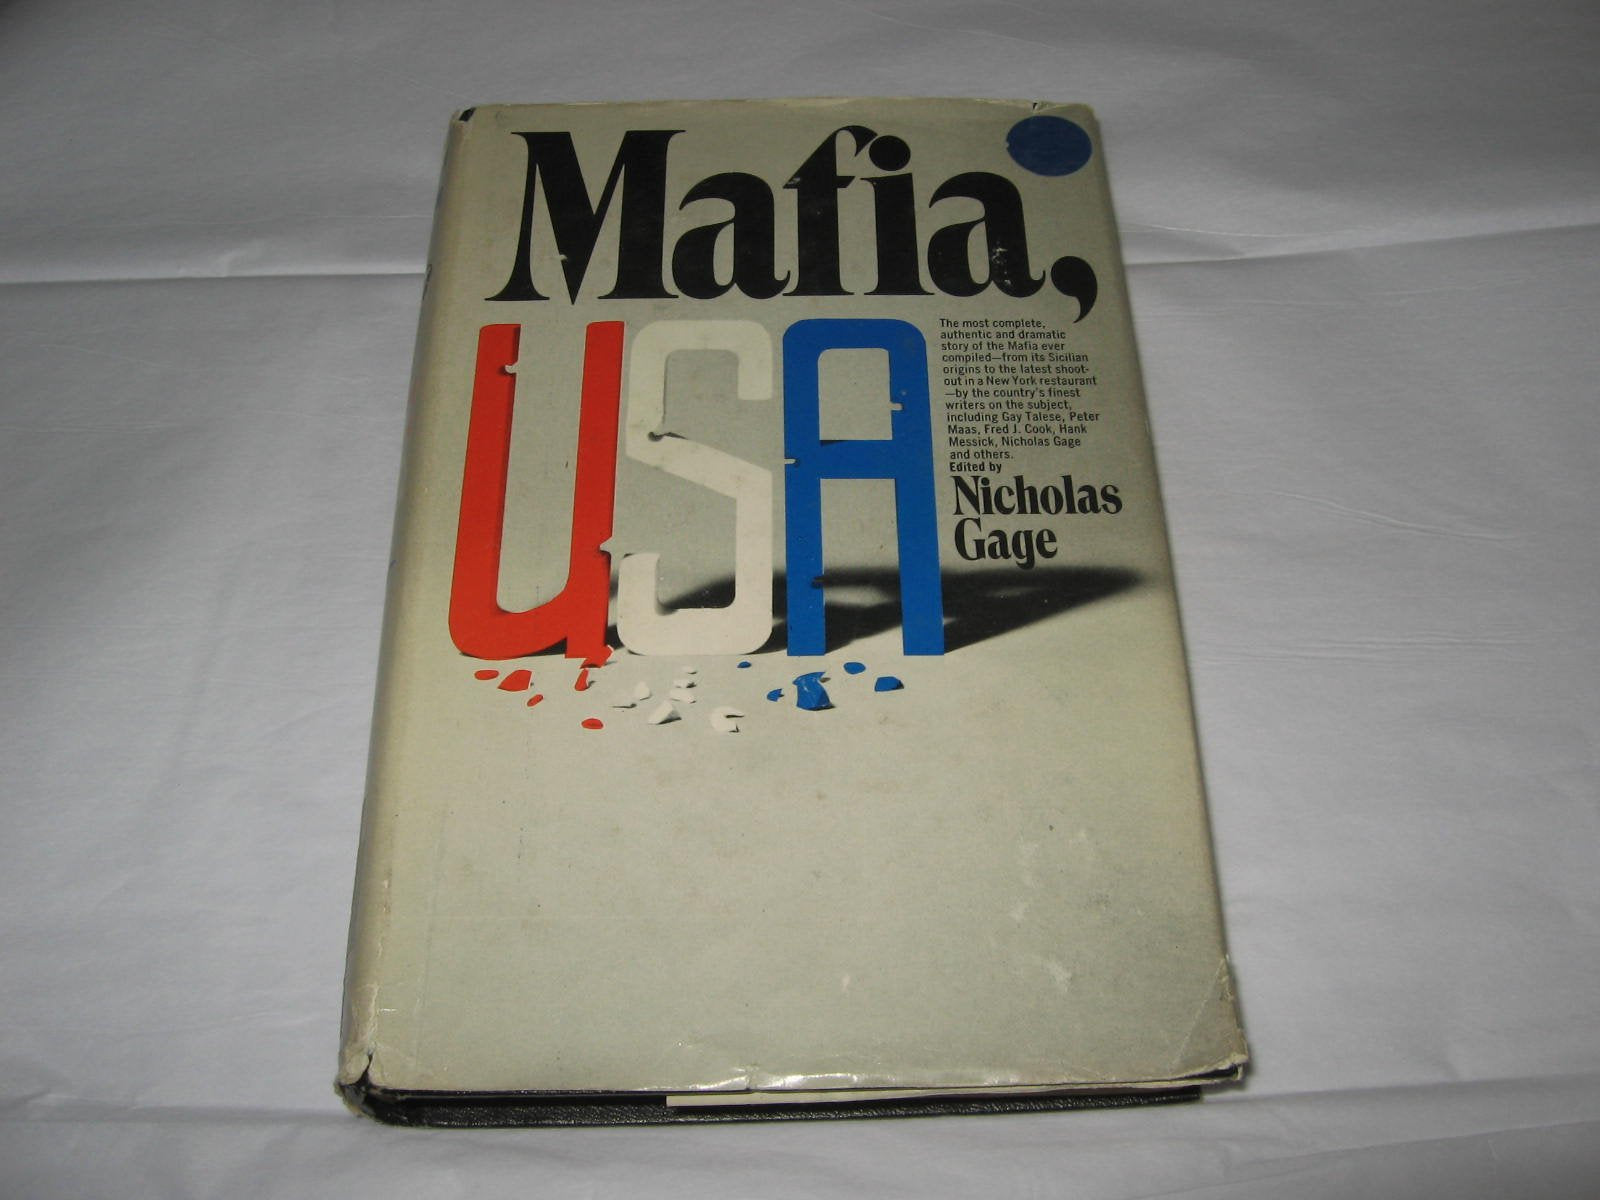 Mafia,
USA
The most complete,
authentic and dramatic
story of the Mafia ever
compiled—from its Sicilian
origins to the latest shoot-
out in a New York restaurant
—by the country's finest
writers on the subject,
including Gay Talese, Peter
Maas, Fred J. Cook, Hank
Messick, Nicholas Gage
and others.
Edited by
Nicholas
Gage